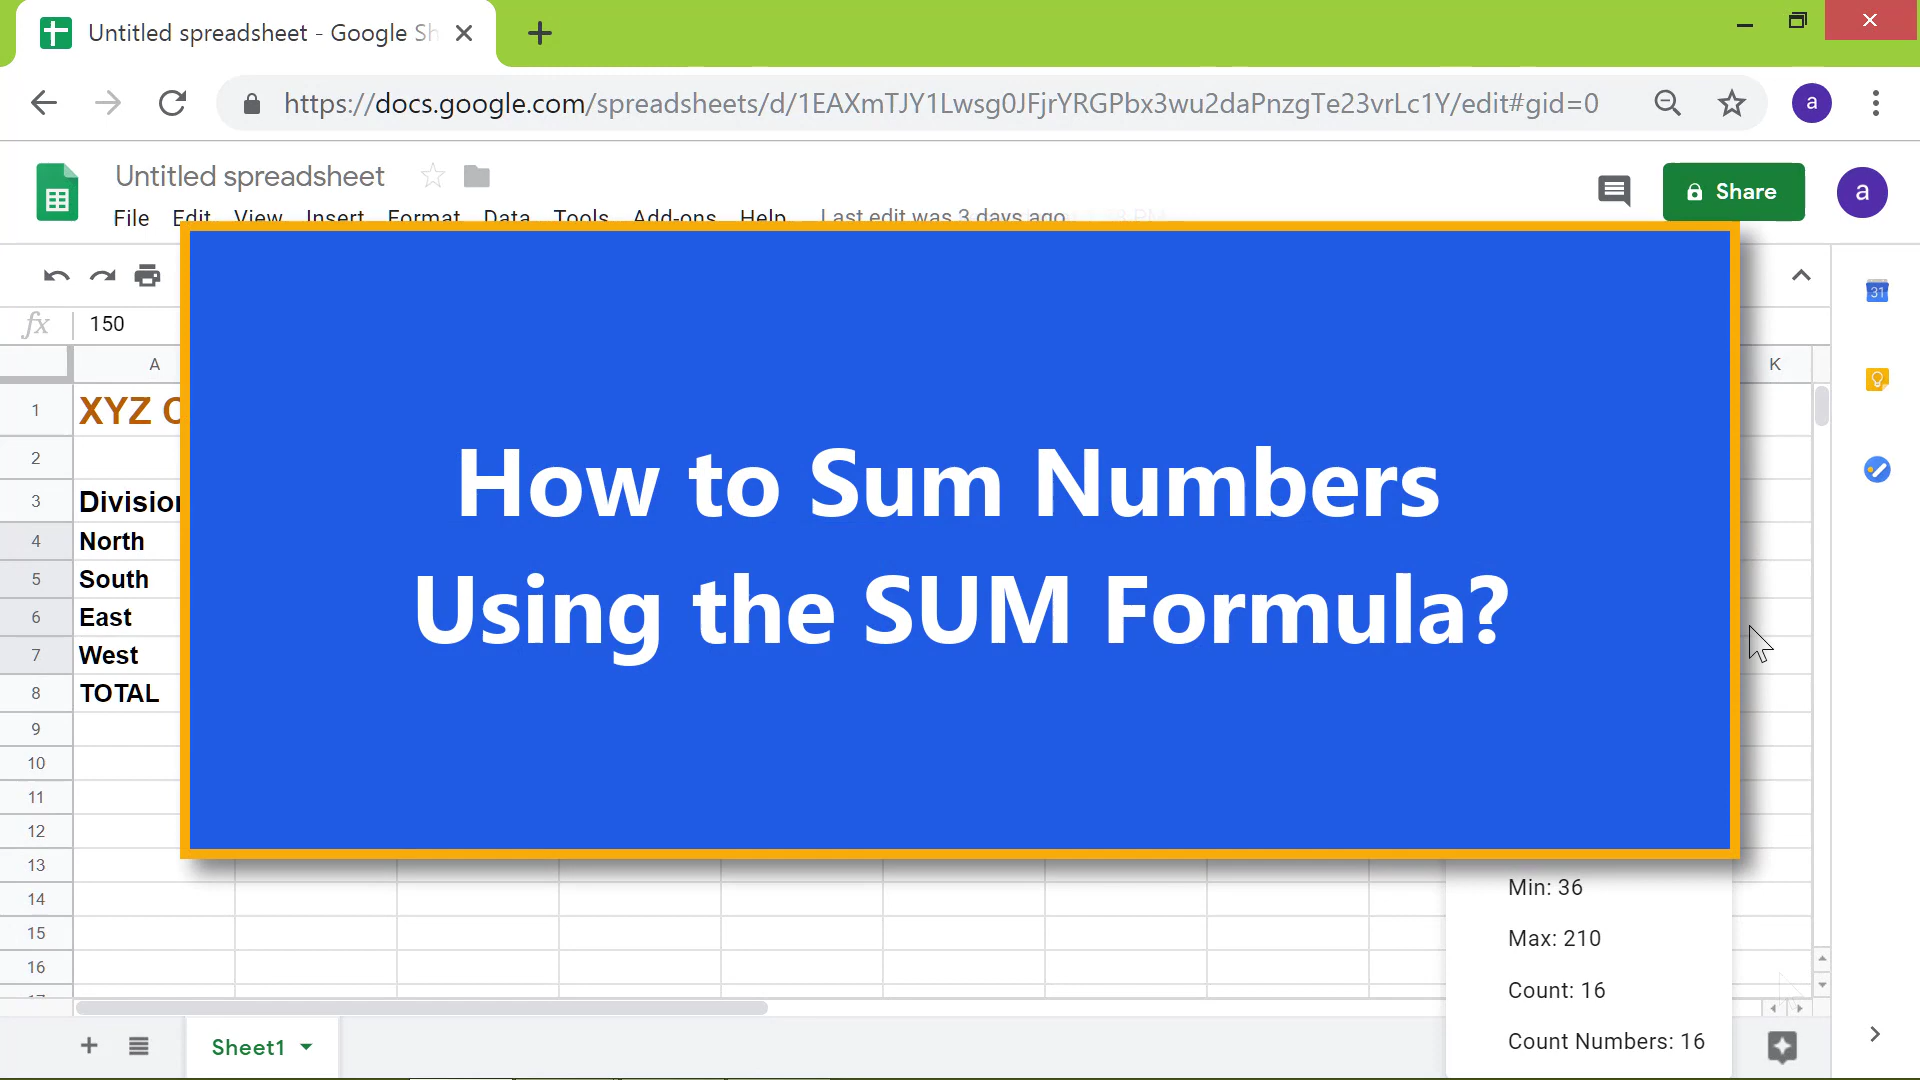 Untitled spreadsheet - Google Sh
https://docs.google.com/spreadsheets/d/1EAXmTJY1Lwsg0JFjrYRGPbx3wu2daPnzgTe23vrLc1Y/edit#gid=0
a
Untitled spreadsheet
Share
a
File Edit View Insert Format Data Tools Add-ons Help Last edit was 3 days ago
31
fx 150
A K
1 XYZ C
2
3 Division
4 North
5 South
6 East
7 West
8 TOTAL
9
10
11
12
13
14
15
16
How to Sum Numbers
Using the SUM Formula?
Min: 36
Max: 210
Count: 16
Count Numbers: 16
Sheet1